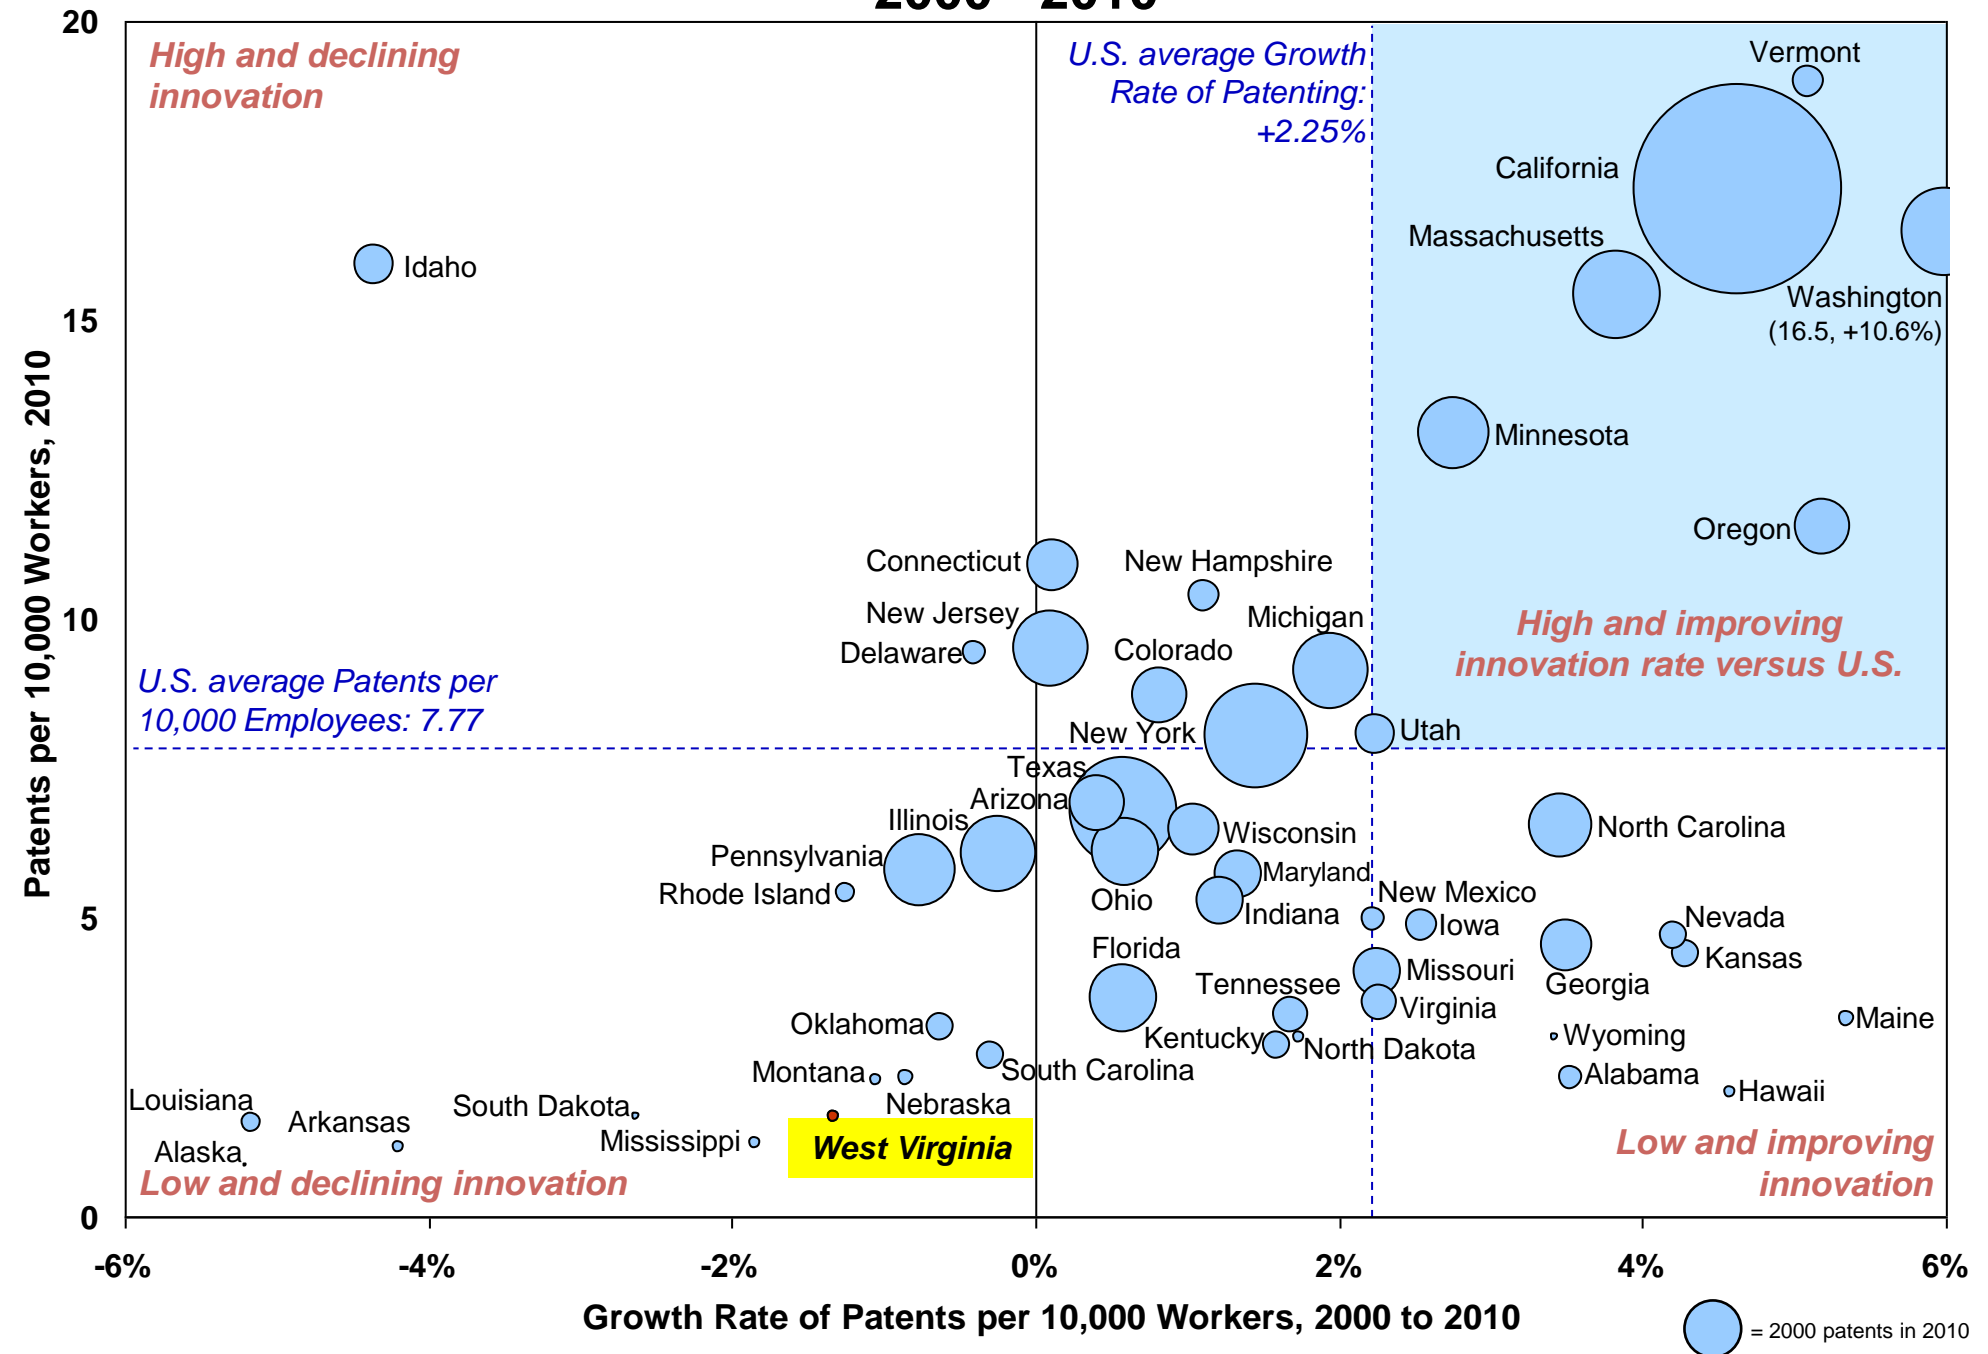 20
High and declining
innovation
U.S. average Growth
Rate of Patenting:
+2.25%
Vermont
California
Massachusetts
Idaho
Washington
(16.5, +10.6%)
15
Minnesota
Oregon
Connecticut
New Hampshire
New Jersey
Michigan
10
Delaware
Colorado
High and improving
innovation rate versus U.S.
U.S. average Patents per
10,000 Employees: 7.77
New York
Utah
Texas
Arizona
Illinois
Wisconsin
North Carolina
Pennsylvania
Maryland
Rhode Island
Ohio
Indiana
New Mexico
Iowa
Nevada
5
Florida
Kansas
Missouri
Georgia
Tennessee
Virginia
Oklahoma
Kentucky
North Dakota
Wyoming
Maine
Montana
South Carolina
Alabama
Hawaii
Louisiana
Arkansas
South Dakota
Nebraska
Mississippi
West Virginia
Alaska
Low and declining innovation
Low and improving
innovation
0
Patents per 10,000 Workers, 2010
-6%
-4%
-2%
0%
2%
4%
6%
Growth Rate of Patents per 10,000 Workers, 2000 to 2010
= 2000 patents in 2010